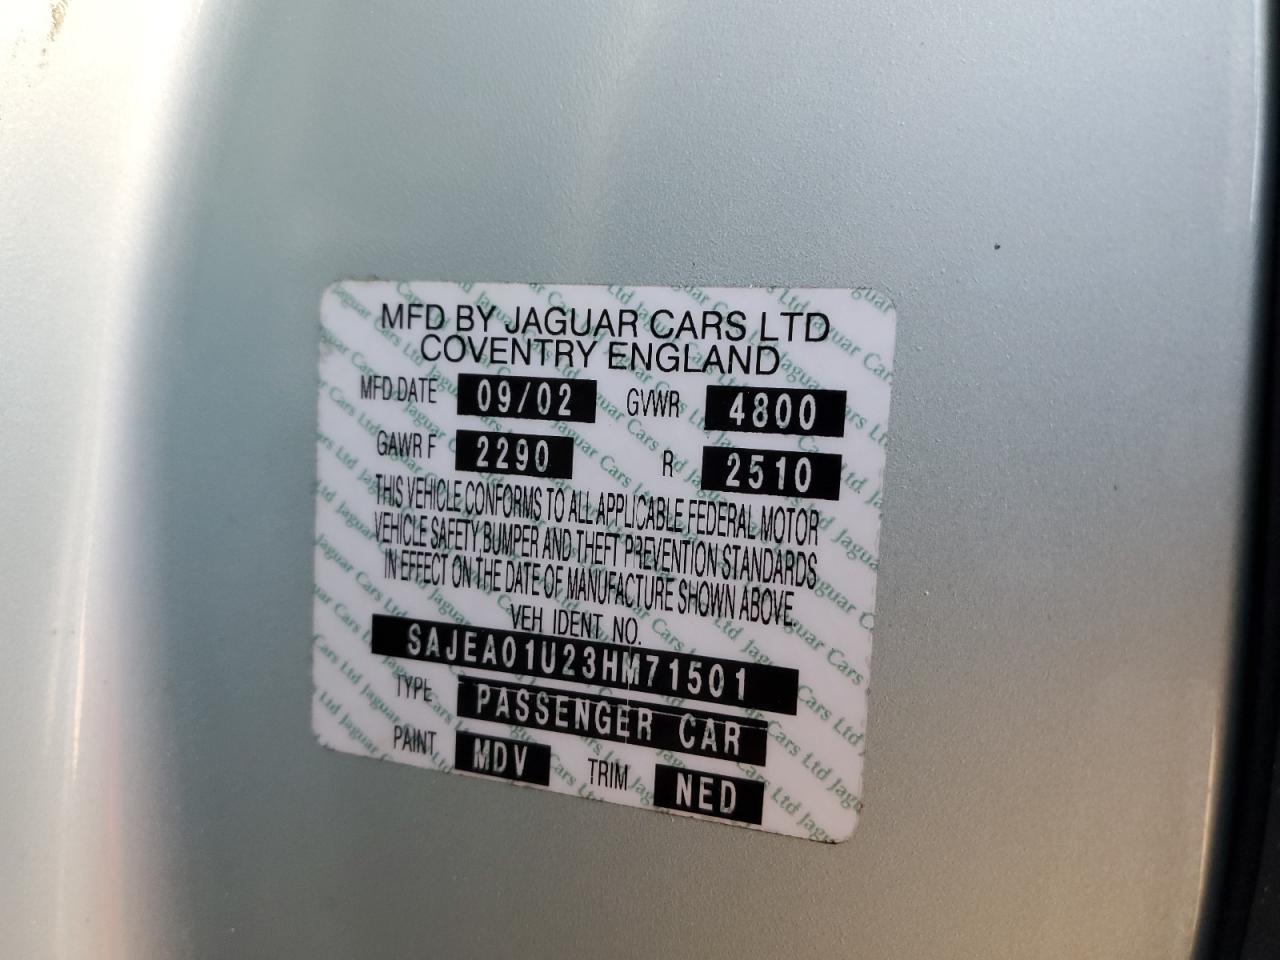 MFD BY JAGUAR CARS LTD
COVENTRY ENGLAND
MFD DATE 09/02 GVWR 4800
GAWR F 2290 R 2510
THIS VEHICLE CONFORMS TO ALL APPLICABLE FEDERAL MOTOR
VEHICLE SAFETY, BUMPER AND THEFT PREVENTION STANDARDS
IN EFFECT ON THE DATE OF MANUFACTURE SHOWN ABOVE.
VEH IDENT NO.
SAJEA01U23HM71501
TYPE PASSENGER CAR
PAINT MDV TRIM NED